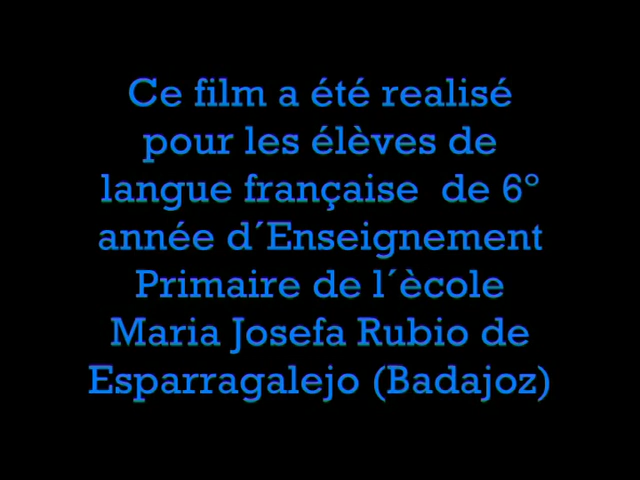 Ce film a été realisé
pour les élèves de
langue française  de 6°
année d´Enseignement
Primaire de l´ècole
Maria Josefa Rubio de
Esparragalejo (Badajoz)